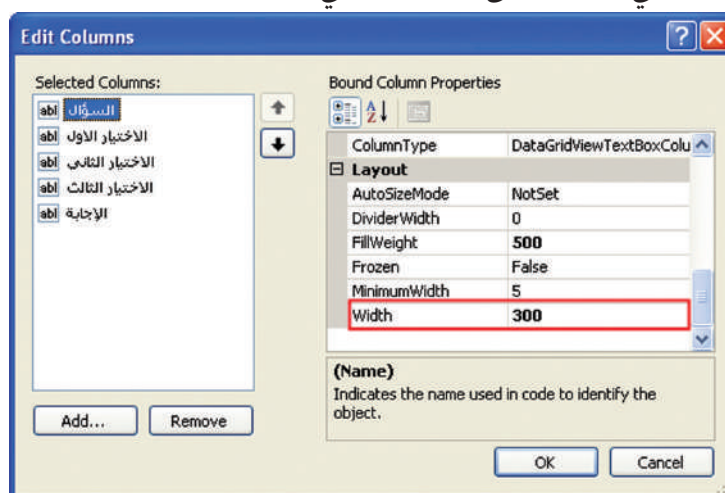 Edit Columns
Selected Columns:
السؤال
الاختيار الاول
الاختيار الثاني
الاختيار الثالث
الإجابة
Add...
Remove
Bound Column Properties
ColumnType DataGridViewTextBoxColu
Layout
AutoSizeMode NotSet
DividerWidth 0
FillWeight 500
Frozen False
MinimumWidth 5
Width 300
(Name)
Indicates the name used in code to identify the
object.
OK
Cancel